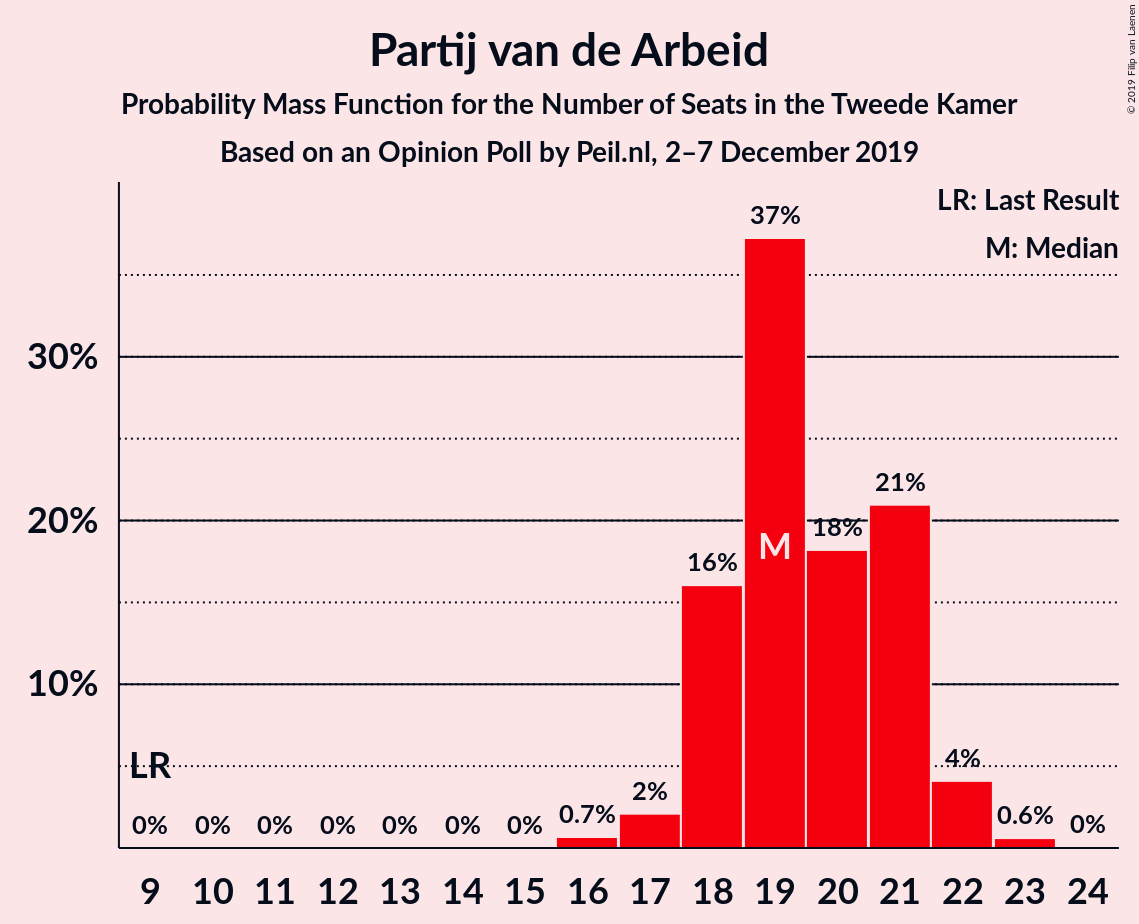 Partij van de Arbeid
Probability Mass Function for the Number of Seats in the Tweede Kamer
Based on an Opinion Poll by Peil.nl, 2–7 December 2019
© 2019 Filip van Laenen
LR: Last Result
M: Median
30%
20%
10%
LR
M
0%
0%
0%
0%
0%
0%
0%
0.7%
2%
16%
37%
18%
21%
4%
0.6%
0%
9 10 11 12 13 14 15 16 17 18 19 20 21 22 23 24